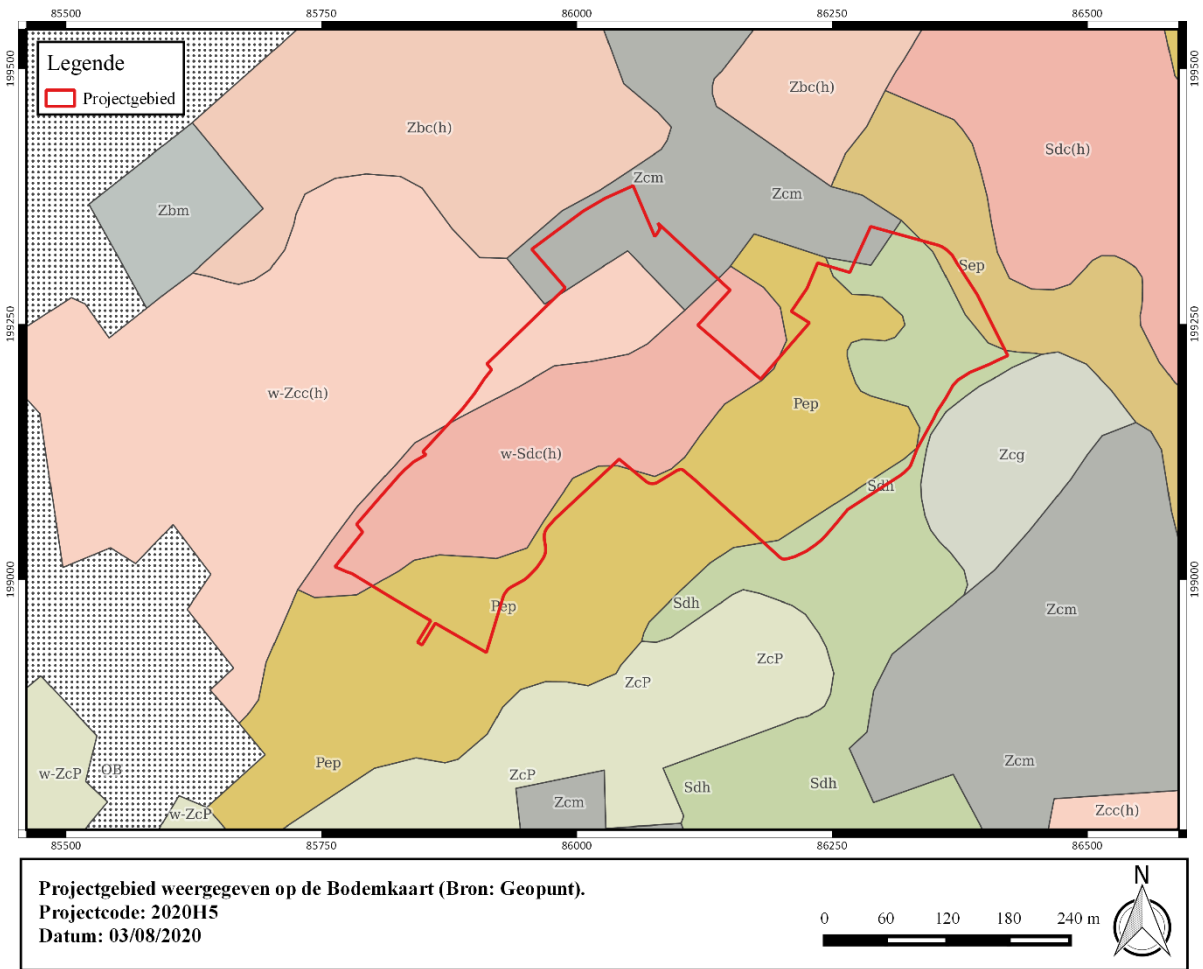 85500 85750 86000 86250 86500
199500 199500
Legende
Projectgebied
Zbc(h)
Zbc(h)
Sdc(h)
Zcm
Zcm
Zbm
Sep
199250 199250
w-Zcc(h)
Pep
w-Sdc(h)
Zcg
Sdh
199000 199000
Pep
Sdh
Zcm
ZcP
ZcP
Pep
Zcm
w-ZcP
OB
ZcP
Sdh
Sdh
Zcm
w-ZcP
Zcc(h)
85500 85750 86000 86250 86500
Projectgebied weergegeven op de Bodemkaart (Bron: Geopunt).
Projectcode: 2020H5
Datum: 03/08/2020
0 60 120 180 240 m
N